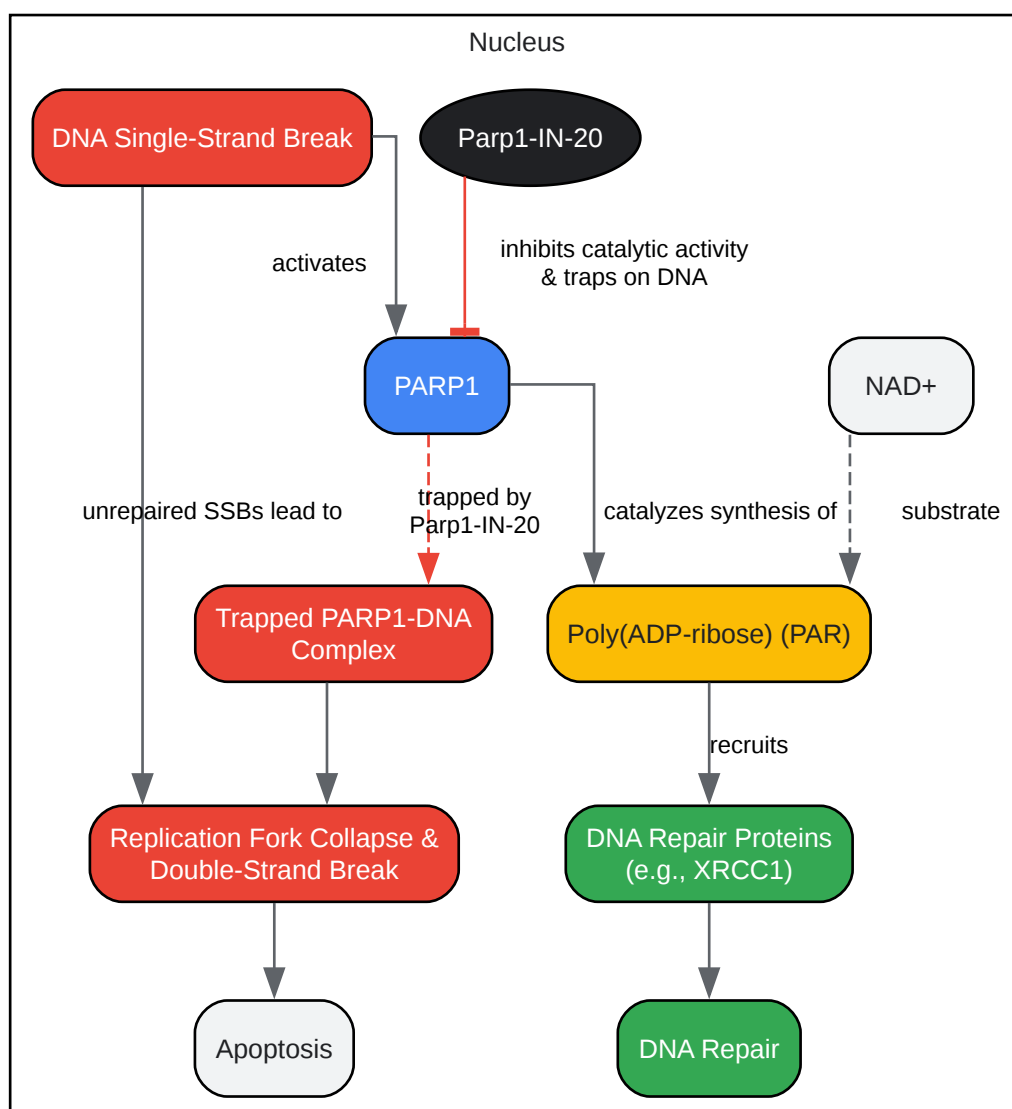 Nucleus
DNA Single-Strand Break
Parp1-IN-20
activates
inhibits catalytic activity
& traps on DNA
PARP1
NAD+
unrepaired SSBs lead to
trapped by
Parp1-IN-20
catalyzes synthesis of
substrate
Trapped PARP1-DNA
Complex
Poly(ADP-ribose) (PAR)
recruits
Replication Fork Collapse &
Double-Strand Break
DNA Repair Proteins
(e.g., XRCC1)
Apoptosis
DNA Repair